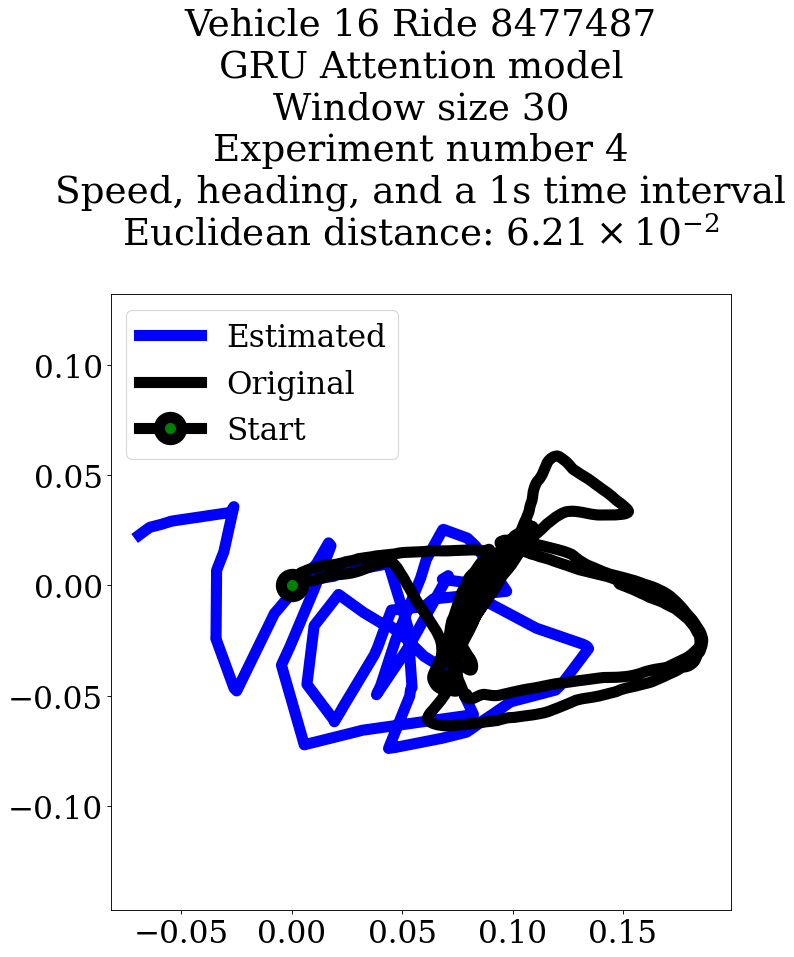 Vehicle 16 Ride 8477487
GRU Attention model
Window size 30
Experiment number 4
Speed, heading, and a 1s time interval
Euclidean distance: 6.21 × 10⁻²
Estimated
Original
Start
0.10
0.05
0.00
−0.05
−0.10
−0.05 0.00 0.05 0.10 0.15